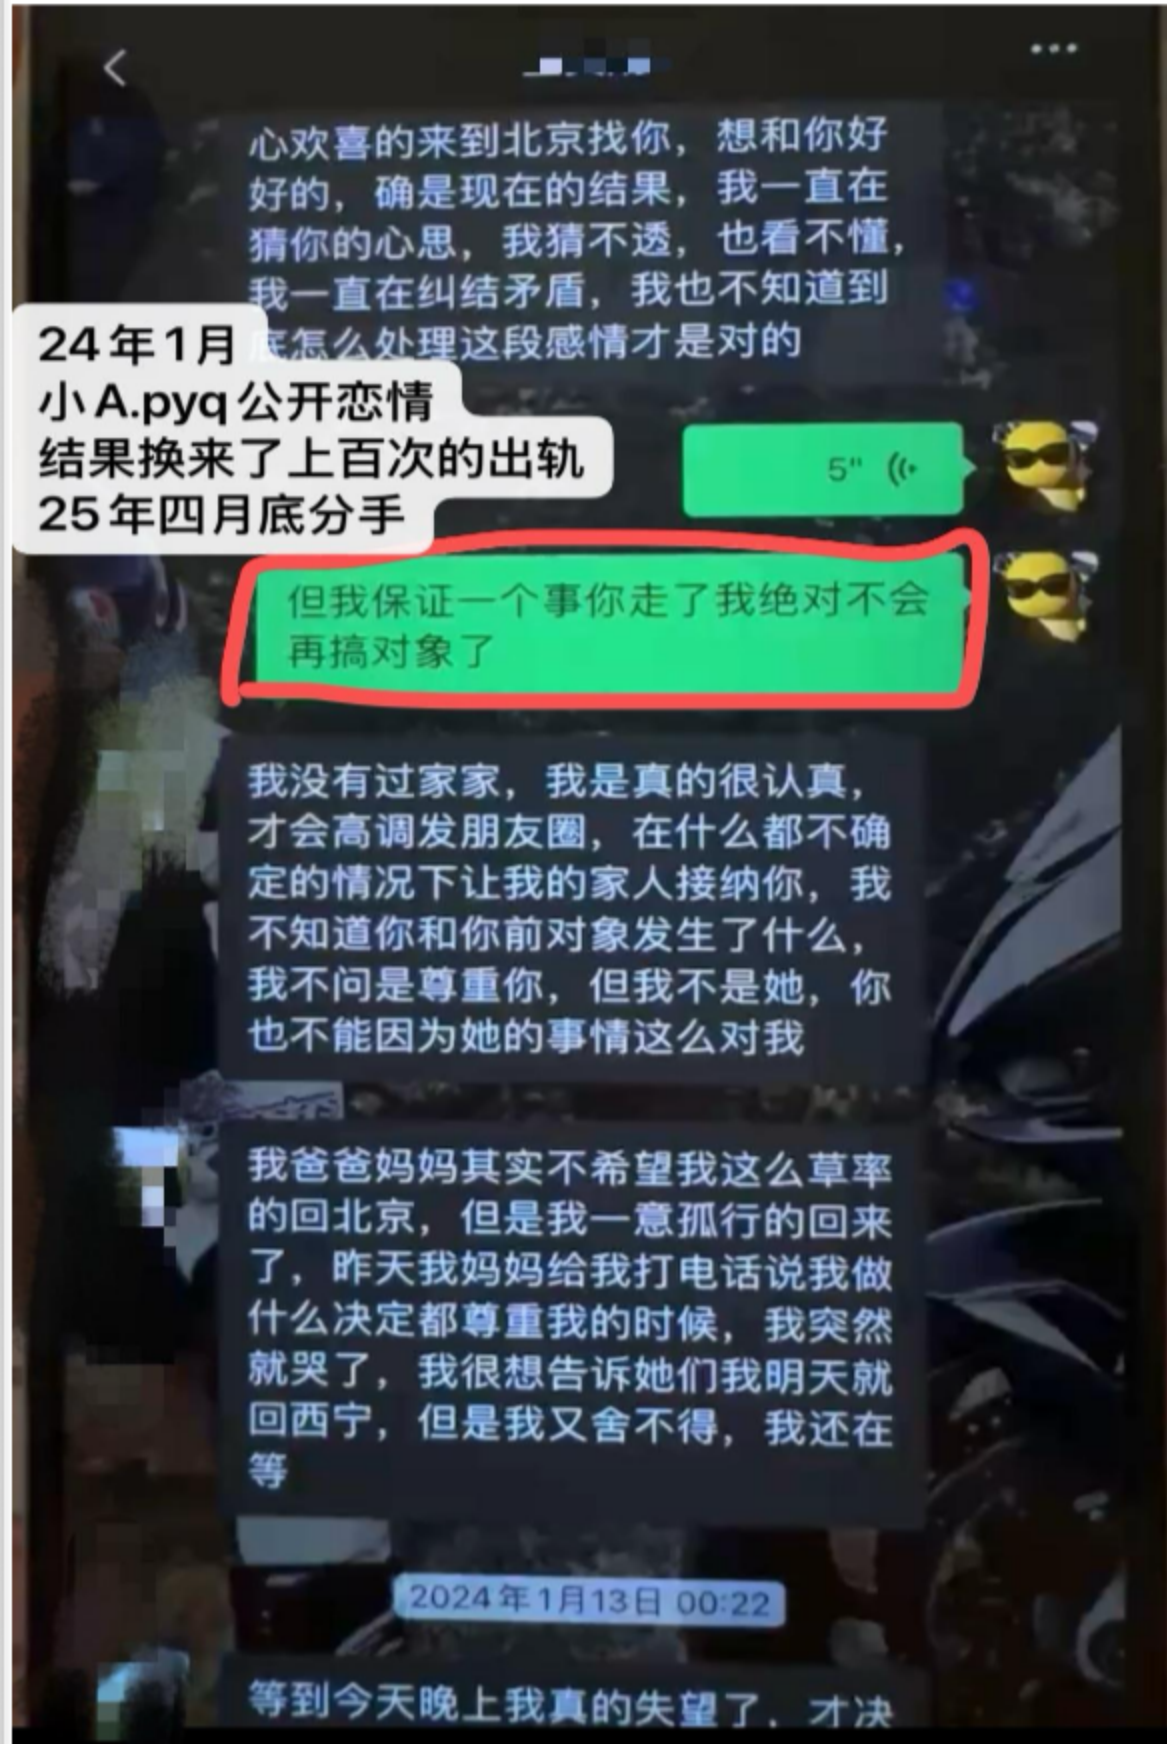 心欢喜的来到北京找你，想和你好
好的，确是现在的结果，我一直在
猜你的心思，我猜不透，也看不懂，
我一直在纠结矛盾，我也不知道到
底怎么处理这段感情才是对的
24年1月
小A.pyq公开恋情
结果换来了上百次的出轨
25年四月底分手
5"
但我保证一个事你走了我绝对不会
再搞对象了
我没有过家家，我是真的很认真，
才会高调发朋友圈，在什么都不确
定的情况下让我的家人接纳你，我
不知道你和你前对象发生了什么，
我不问是尊重你，但我不是她，你
也不能因为她的事情这么对我
我爸爸妈妈其实不希望我这么草率
的回北京，但是我一意孤行的回来
了，昨天我妈妈给我打电话说我做
什么决定都尊重我的时候，我突然
就哭了，我很想告诉她们我明天就
回西宁，但是我又舍不得，我还在
等
2024年1月13日 00:22
等到今天晚上我真的失望了，才决